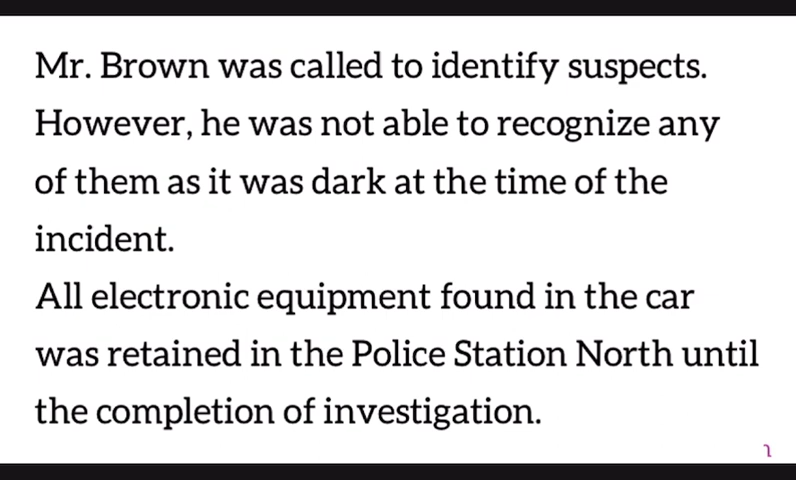 Mr. Brown was called to identify suspects.
However, he was not able to recognize any
of them as it was dark at the time of the
incident.
All electronic equipment found in the car
was retained in the Police Station North until
the completion of investigation.